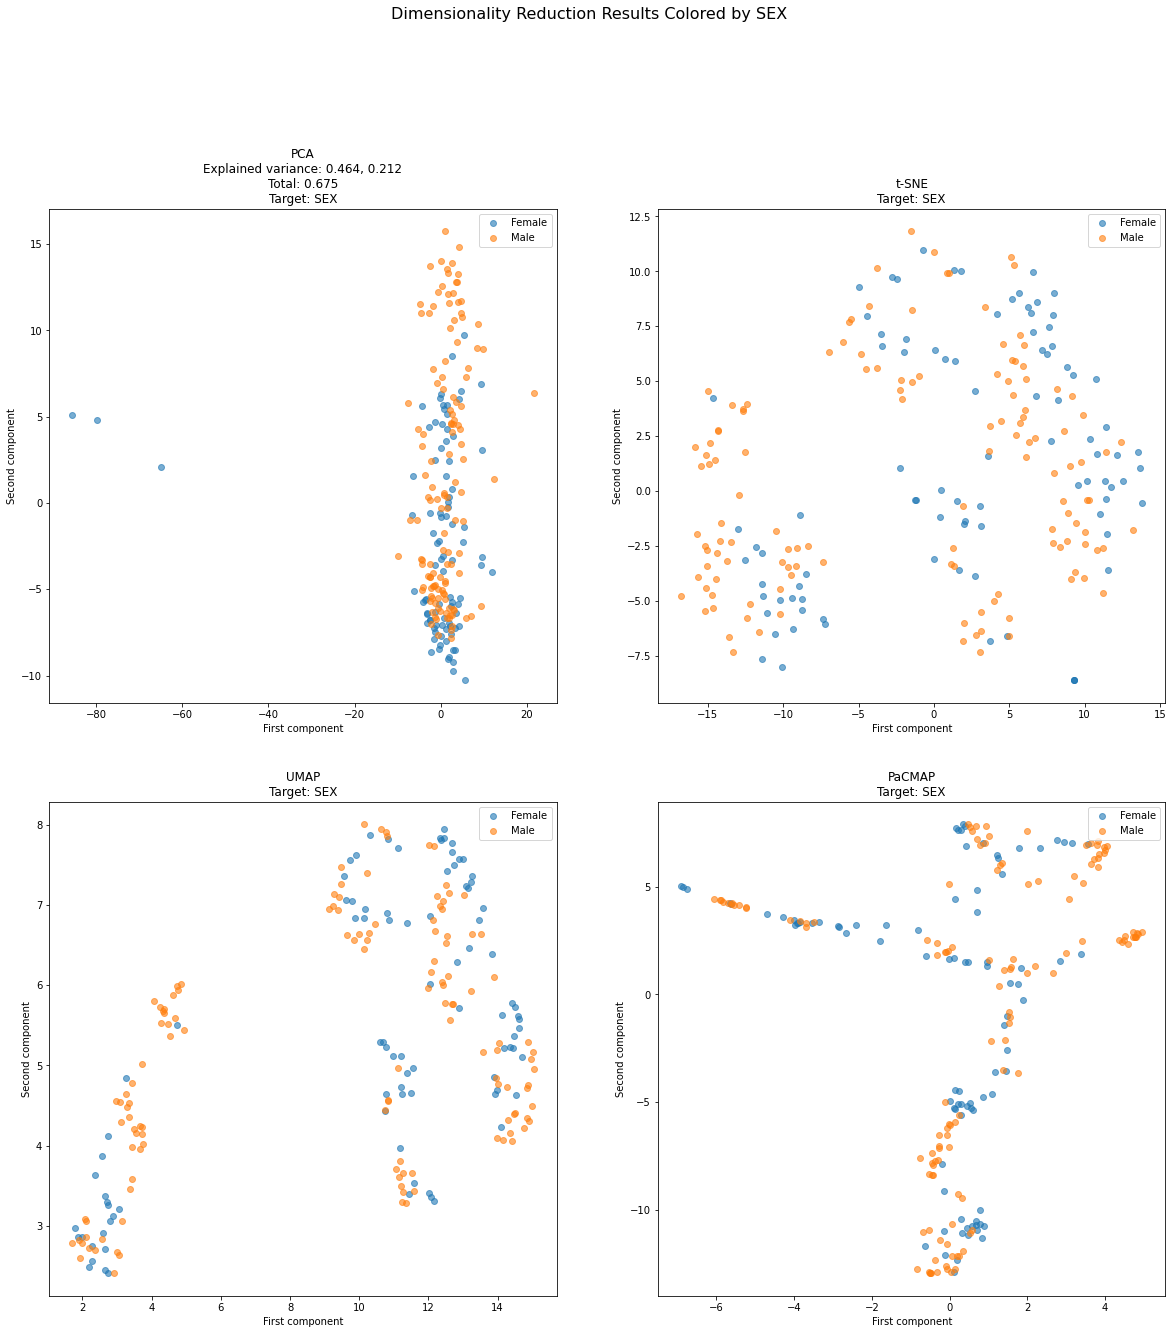 Dimensionality Reduction Results Colored by SEX
PCA
Explained variance: 0.464, 0.212
Total: 0.675
Target: SEX
Female
Male
15
10
5
0
−5
−10
Second component
−80
−60
−40
−20
0
20
First component
t-SNE
Target: SEX
Female
Male
12.5
10.0
7.5
5.0
2.5
0.0
−2.5
−5.0
−7.5
Second component
−15
−10
−5
0
5
10
15
First component
UMAP
Target: SEX
Female
Male
8
7
6
5
4
3
Second component
2
4
6
8
10
12
14
First component
PaCMAP
Target: SEX
Female
Male
5
0
−5
−10
Second component
−6
−4
−2
0
2
4
First component